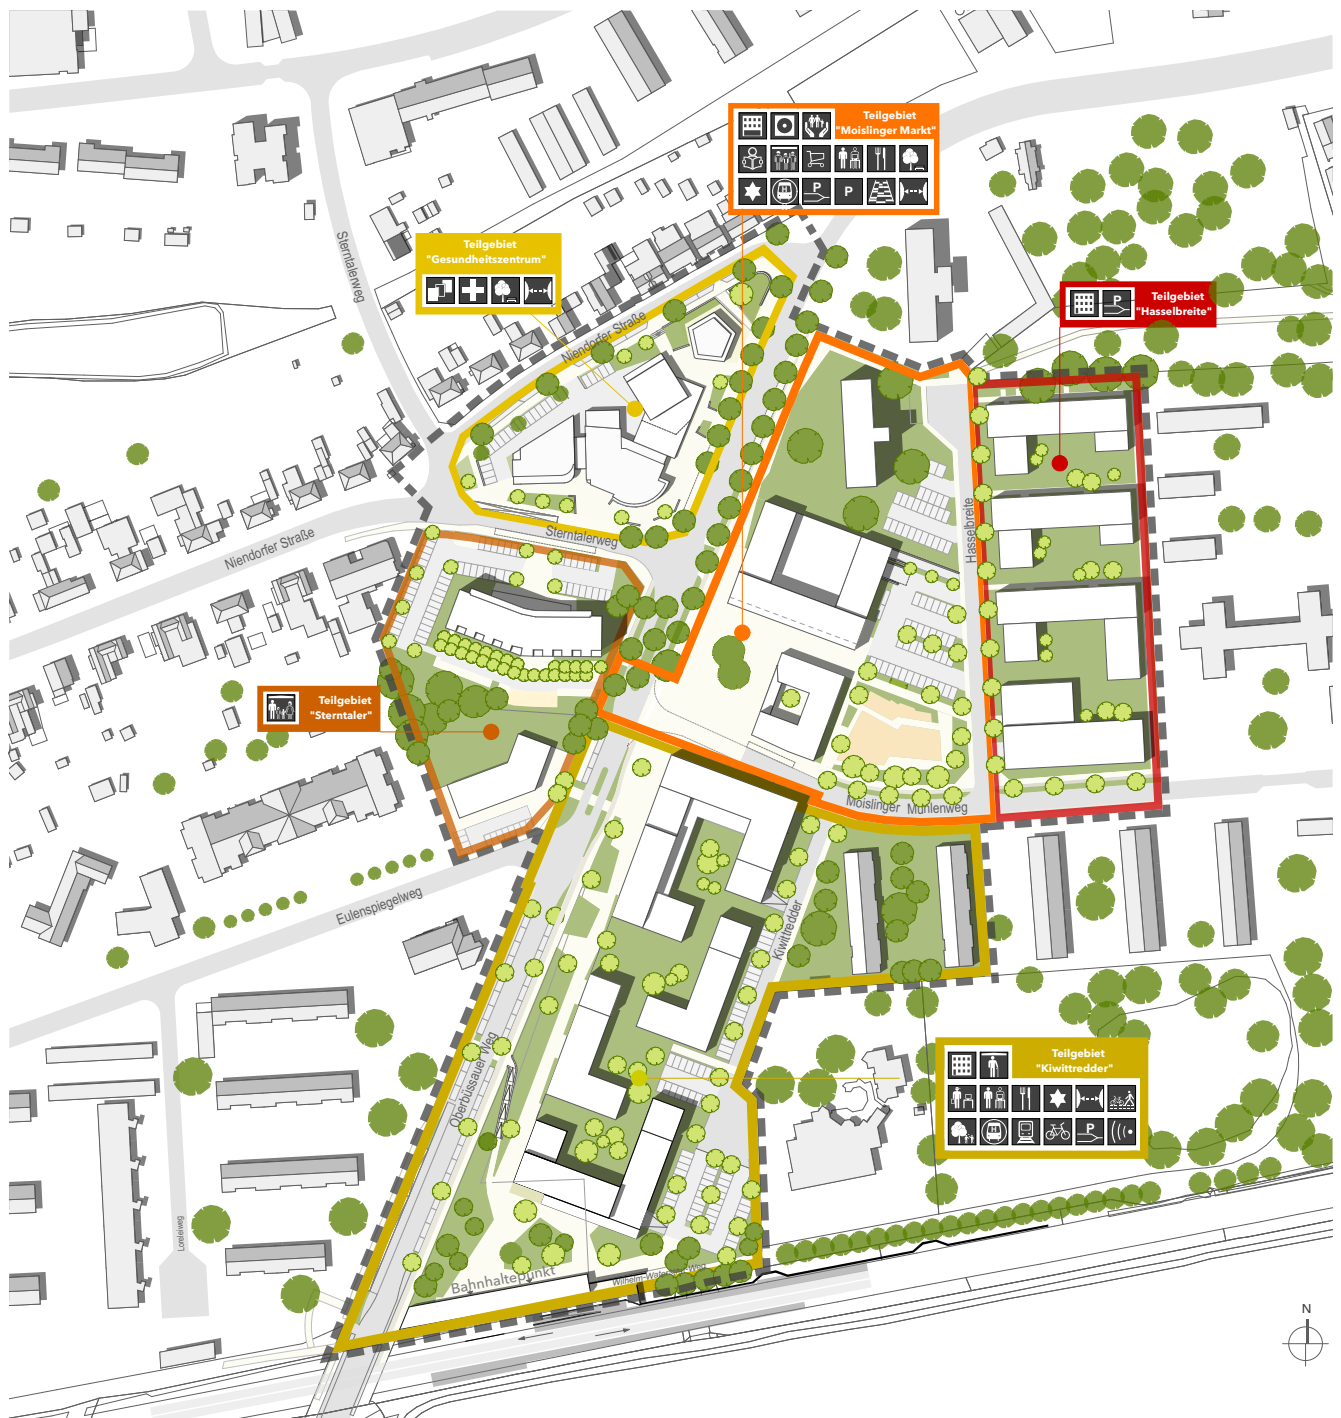 Teilgebiet
"Moislinger Markt"
P
P
Teilgebiet
"Gesundheitszentrum"
Sterntalerweg
Niendorfer Straße
Teilgebiet
"Hasselbreite"
P
Hasselbreite
Sterntalerweg
Niendorfer Straße
Teilgebiet
"Sterntaler"
Moislinger Mühlenweg
Eulenspiegelweg
Kiwittredder
Oberbüssauer Weg
Teilgebiet
"Kiwittredder"
P
Loreleiweg
Bahnhaltepunkt
N